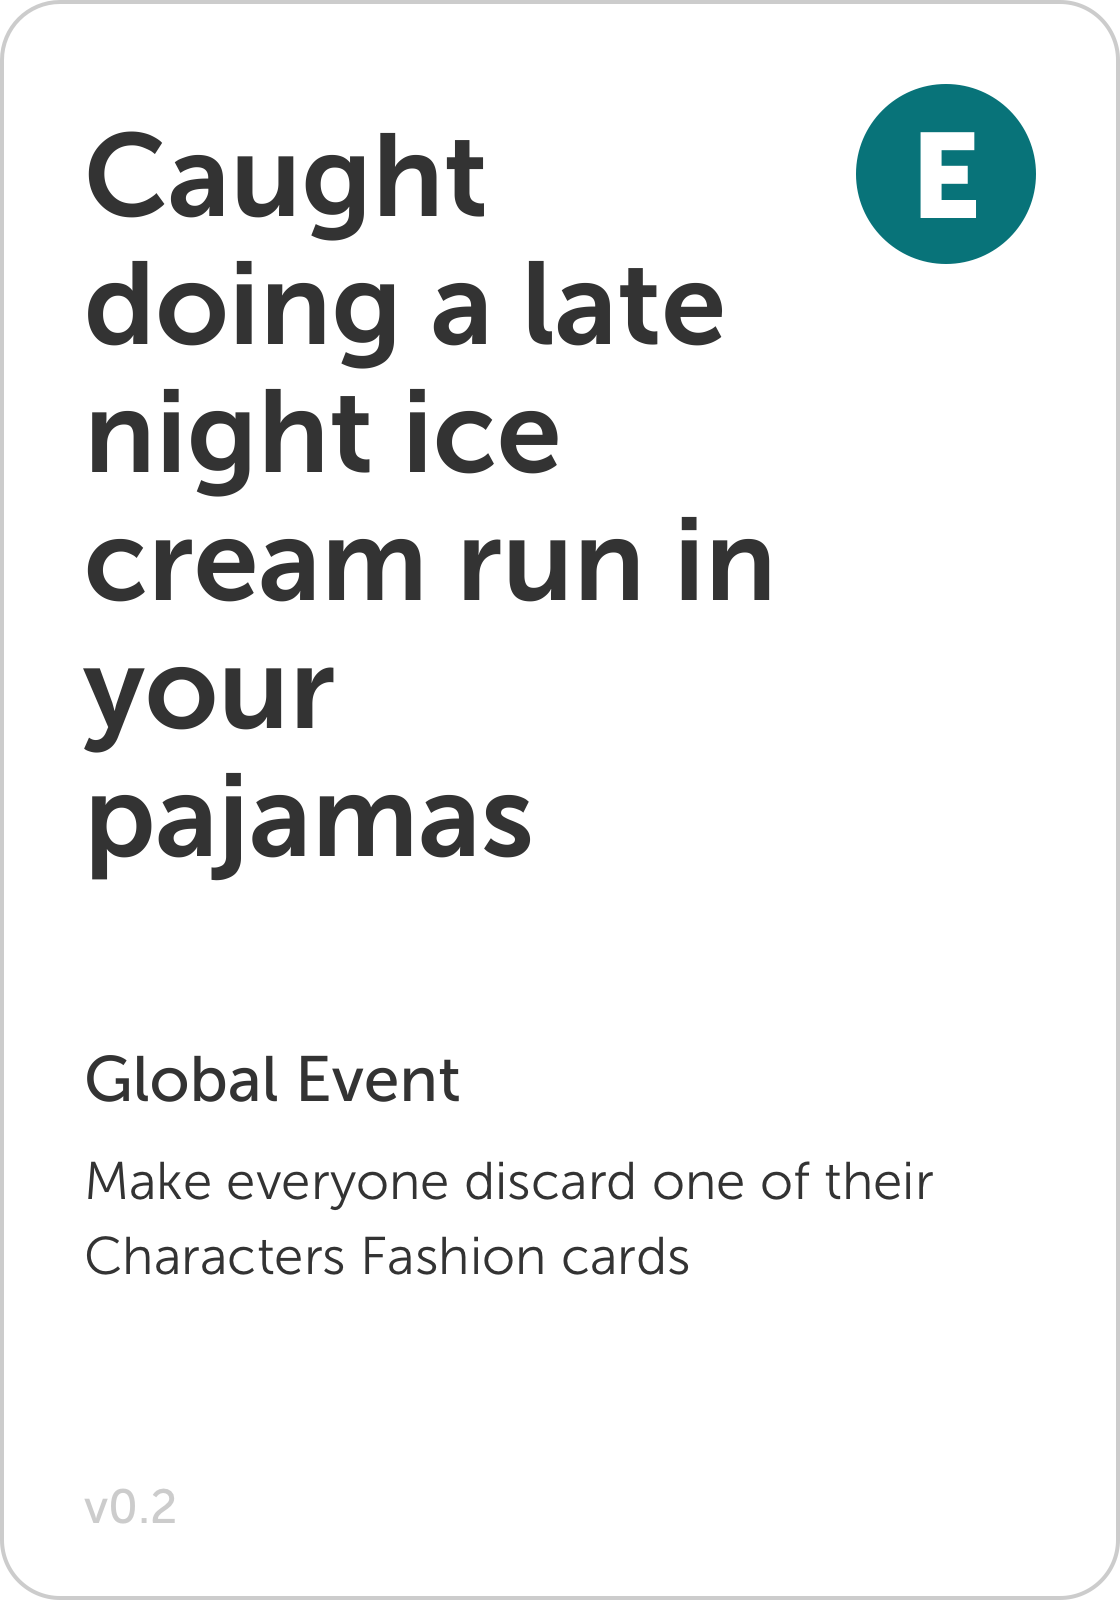 Caught
E
doing a late
night ice
cream run in
your
pajamas
Global Event
Make everyone discard one of their
Characters Fashion cards
v0.2